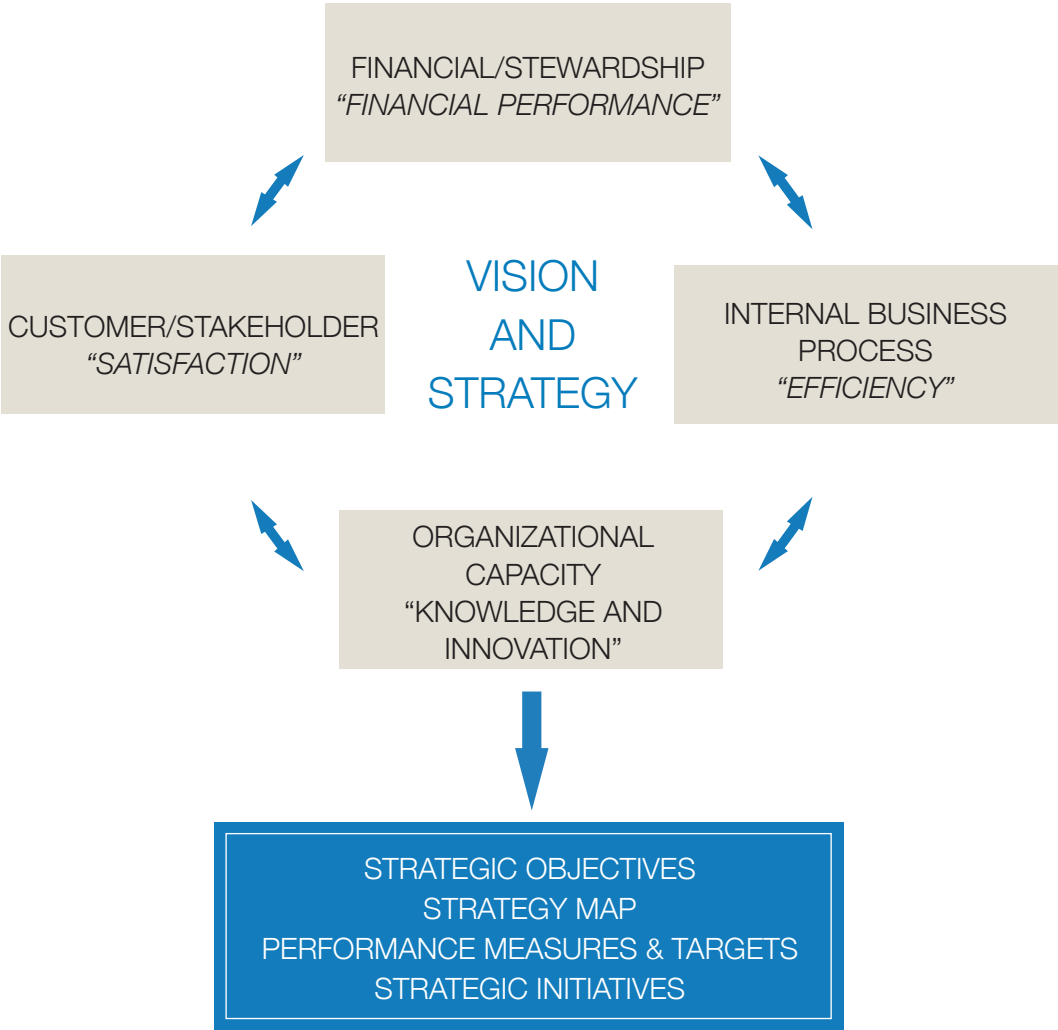 FINANCIAL/STEWARDSHIP
“FINANCIAL PERFORMANCE”
CUSTOMER/STAKEHOLDER
“SATISFACTION”
VISION
AND
STRATEGY
INTERNAL BUSINESS
PROCESS
“EFFICIENCY”
ORGANIZATIONAL
CAPACITY
“KNOWLEDGE AND
INNOVATION”
STRATEGIC OBJECTIVES
STRATEGY MAP
PERFORMANCE MEASURES & TARGETS
STRATEGIC INITIATIVES